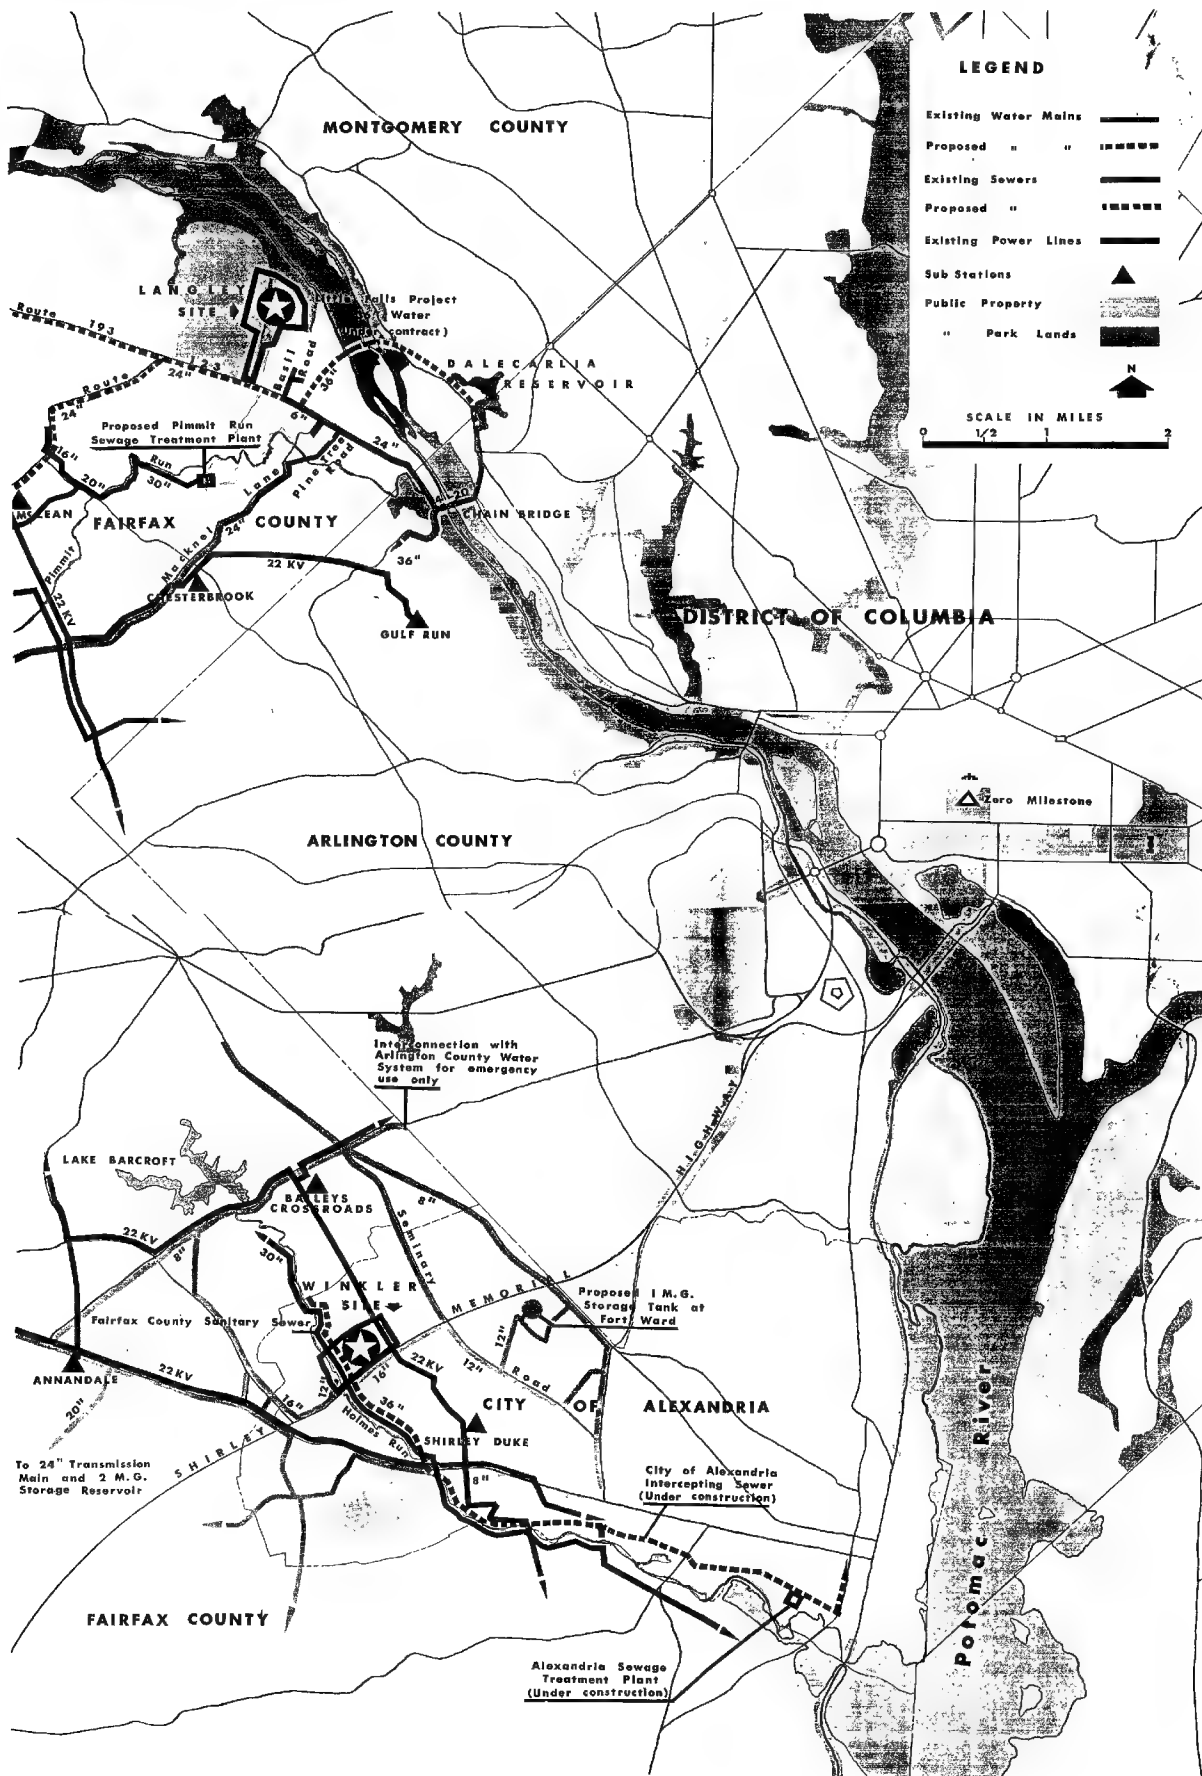 LEGEND
Existing Water Mains
Proposed " "
Existing Sewers
Proposed "
Existing Power Lines
Sub Stations
Public Property
" Park Lands
N
SCALE IN MILES
0 1/2 1 2
MONTGOMERY COUNTY
LANGLEY
SITE
Little Falls Project
Water
(Under contract)
Route 193
Route 123
24"
Basil Road
36"
DALECARLIA
RESERVOIR
24"
6"
Proposed Pimmit Run
Sewage Treatment Plant
24"
16"
20"
Run
30"
Lane
Pinetree Road
20"
CHAIN BRIDGE
MCLEAN
FAIRFAX COUNTY
Macknel
24"
22 KV
36"
Pimmit
22 KV
CHESTERBROOK
GULF RUN
DISTRICT OF COLUMBIA
Zero Milestone
ARLINGTON COUNTY
Interconnection with
Arlington County Water
System for emergency
use only
HIGHWAY
LAKE BARCROFT
BAILEYS
CROSSROADS
8"
Seminary
22 KV
8"
30"
WINKLER
SITE
MEMORIAL
Proposed 1 M.G.
Storage Tank at
Fort Ward
Fairfax County Sanitary Sewer
12"
ANNANDALE
22 KV
12"
16"
22 KV
12"
Road
20"
16"
36"
Holmes Run
CITY OF ALEXANDRIA
SHIRLEY
SHIRLEY DUKE
8"
To 24" Transmission
Main and 2 M.G.
Storage Reservoir
City of Alexandria
Intercepting Sewer
(Under construction)
Potomac River
FAIRFAX COUNTY
Alexandria Sewage
Treatment Plant
(Under construction)